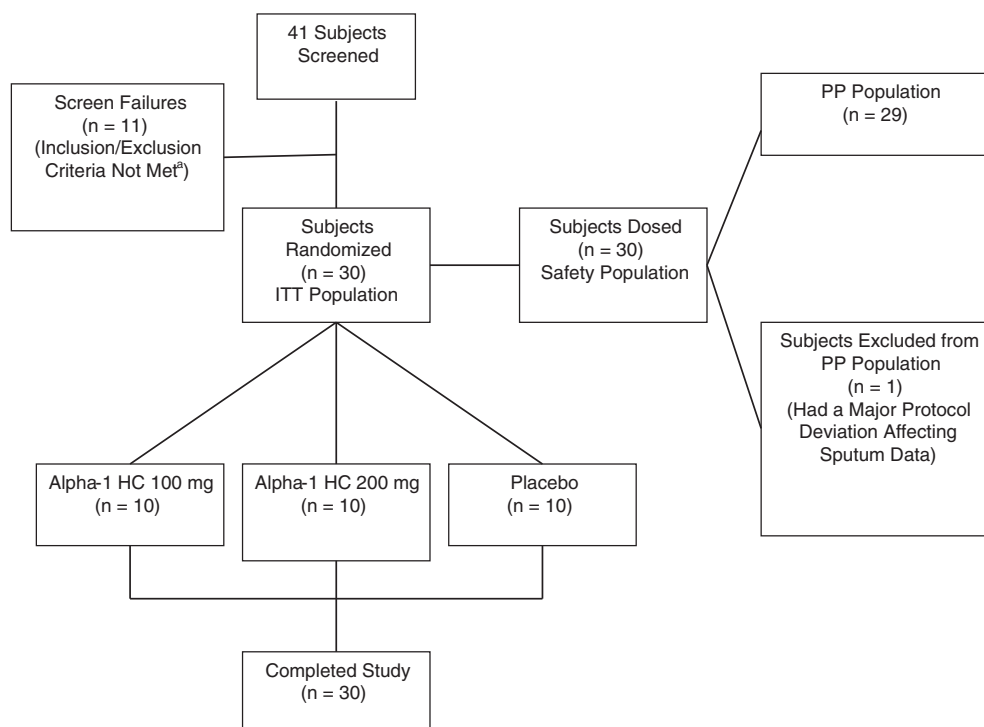 41 Subjects
Screened
Screen Failures
(n = 11)
(Inclusion/Exclusion
Criteria Not Metᵃ)
PP Population
(n = 29)
Subjects
Randomized
(n = 30)
ITT Population
Subjects Dosed
(n = 30)
Safety Population
Subjects Excluded from
PP Population
(n = 1)
(Had a Major Protocol
Deviation Affecting
Sputum Data)
Alpha-1 HC 100 mg
(n = 10)
Alpha-1 HC 200 mg
(n = 10)
Placebo
(n = 10)
Completed Study
(n = 30)